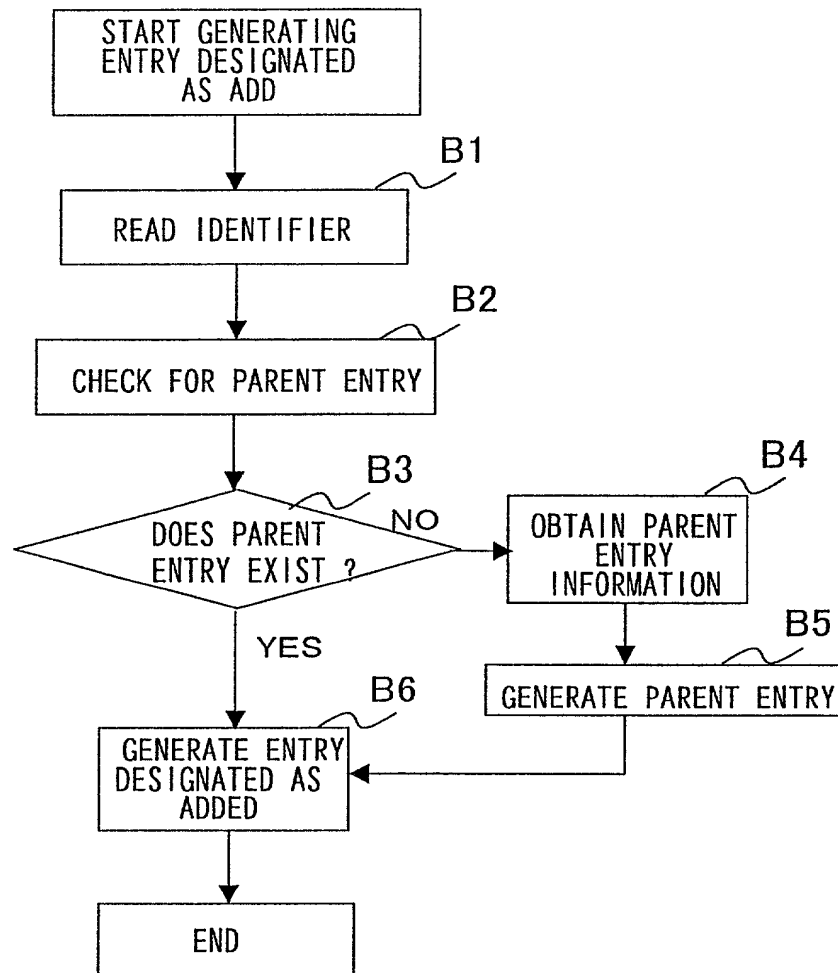 START GENERATING
ENTRY DESIGNATED
AS ADD
B1
READ IDENTIFIER
B2
CHECK FOR PARENT ENTRY
B3
DOES PARENT
ENTRY EXIST ?
NO
YES
B4
OBTAIN PARENT
ENTRY
INFORMATION
B5
GENERATE PARENT ENTRY
B6
GENERATE ENTRY
DESIGNATED AS
ADDED
END